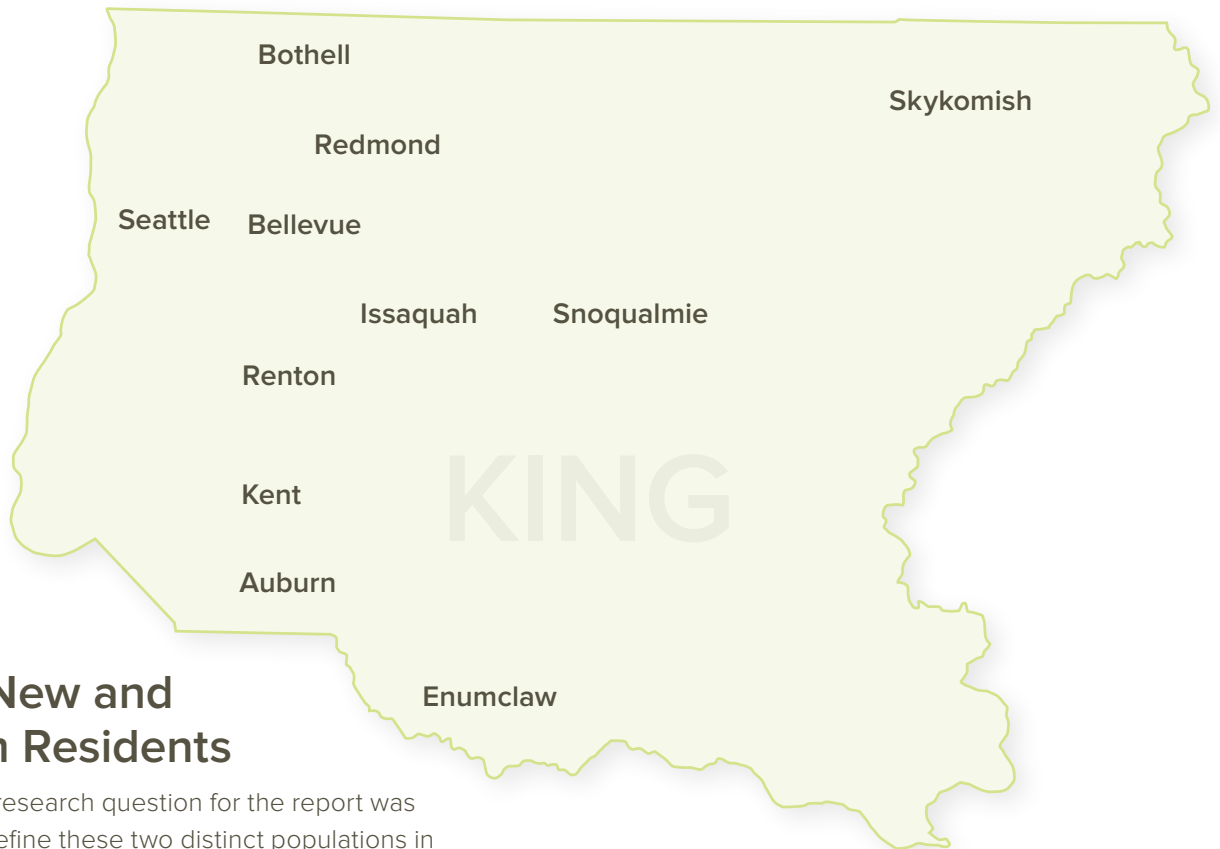 Bothell
Skykomish
Redmond
Seattle
Bellevue
Issaquah
Snoqualmie
Renton
KING
Kent
Auburn
Enumclaw
New and
Residents
research question for the report was
these two distinct populations in